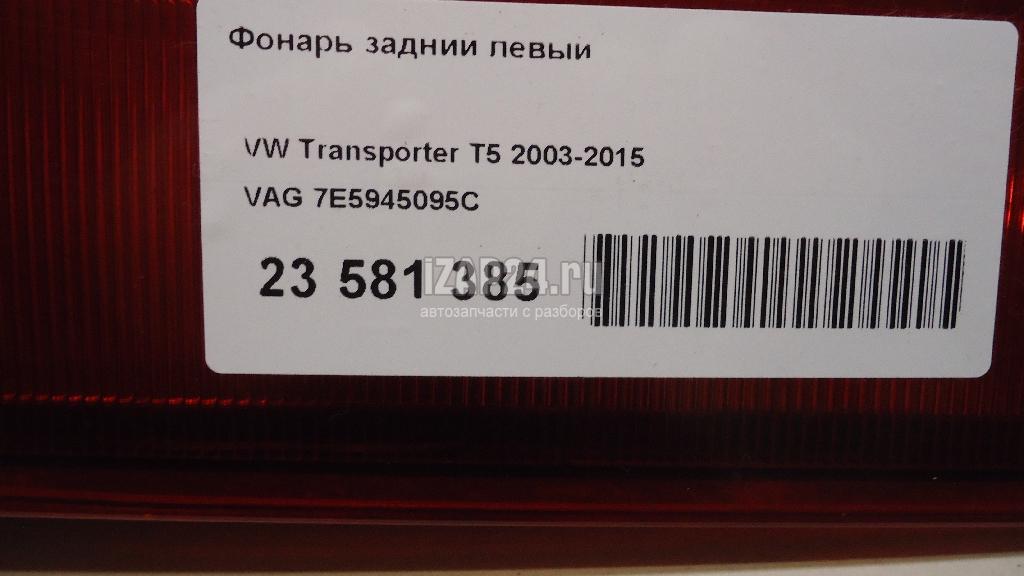 Фонарь заднии левыи
VW Transporter T5 2003-2015
VAG 7E5945095C
23 581 385
iZAP24.ru
автозапчасти с разборов